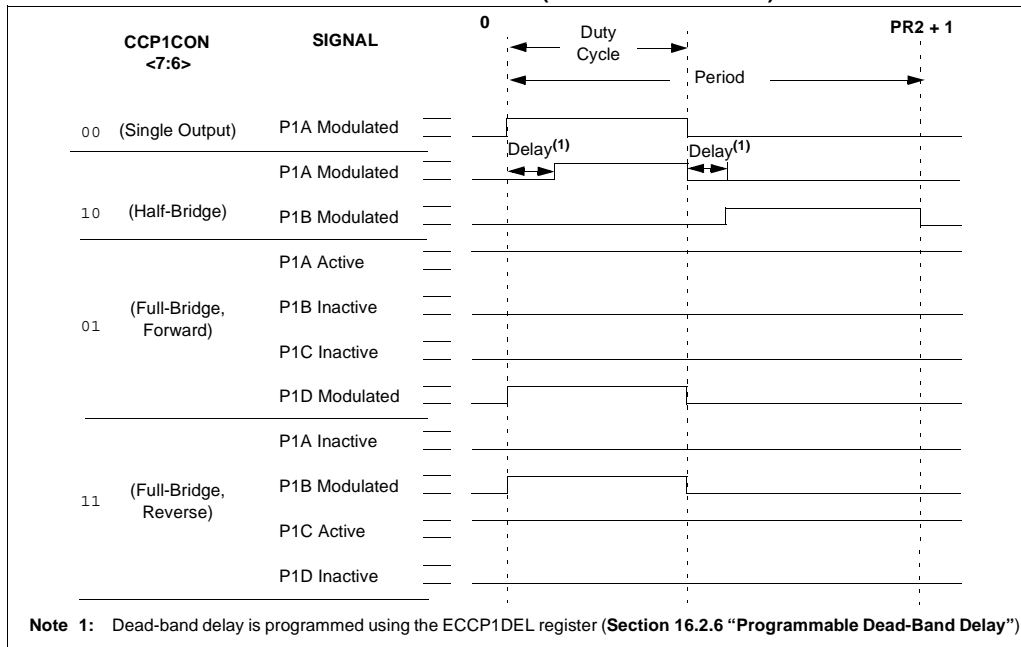 0
PR2 + 1
CCP1CON
<7:6>
SIGNAL
Duty
Cycle
Period
00 (Single Output) P1A Modulated
Delay(1) Delay(1)
P1A Modulated
10 (Half-Bridge) P1B Modulated
P1A Active
01 (Full-Bridge,
Forward)
P1B Inactive
P1C Inactive
P1D Modulated
P1A Inactive
11 (Full-Bridge,
Reverse)
P1B Modulated
P1C Active
P1D Inactive
Note 1: Dead-band delay is programmed using the ECCP1DEL register (Section 16.2.6 "Programmable Dead-Band Delay")